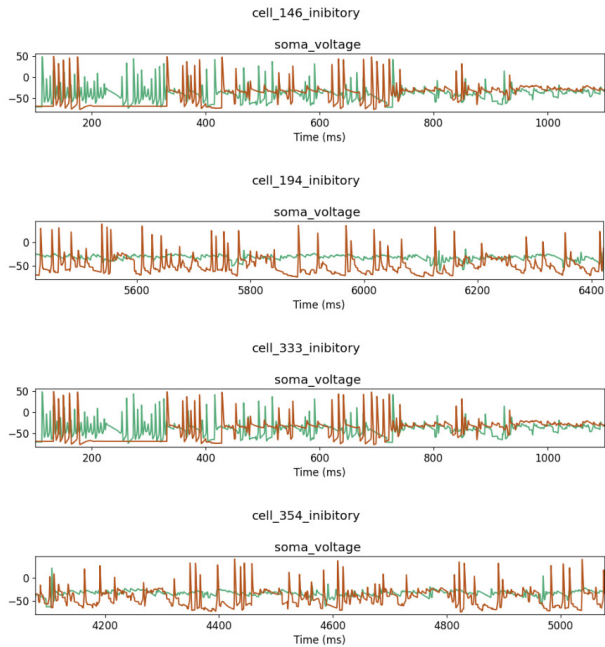 cell_146_inibitory
soma_voltage
50
0
−50
200 400 600 800 1000
Time (ms)
cell_194_inibitory
soma_voltage
0
−50
5600 5800 6000 6200 6400
Time (ms)
cell_333_inibitory
soma_voltage
50
0
−50
200 400 600 800 1000
Time (ms)
cell_354_inibitory
soma_voltage
0
−50
4200 4400 4600 4800 5000
Time (ms)